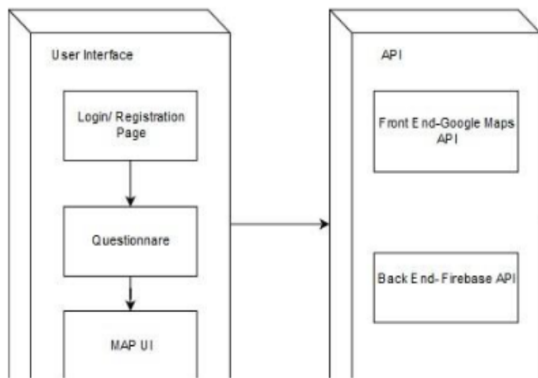 User Interface
Login/ Registration
Page
Questionnare
MAP UI
API
Front End-Google Maps
API
Back End- Firebase API